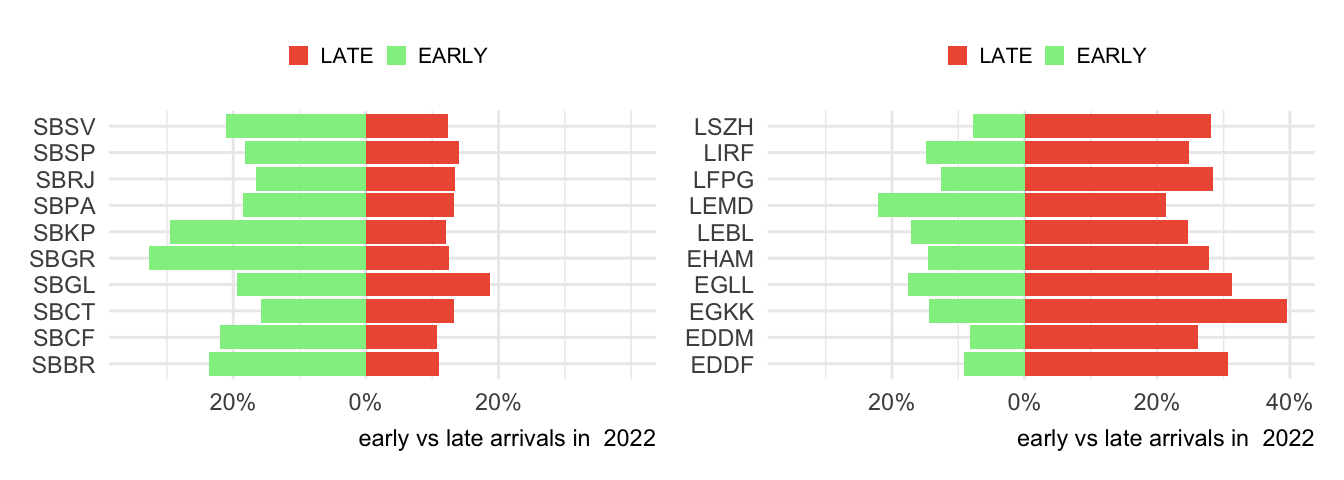 LATE EARLY
SBSV
SBSP
SBRJ
SBPA
SBKP
SBGR
SBGL
SBCT
SBCF
SBBR
20% 0% 20%
early vs late arrivals in  2022
LATE EARLY
LSZH
LIRF
LFPG
LEMD
LEBL
EHAM
EGLL
EGKK
EDDM
EDDF
20% 0% 20% 40%
early vs late arrivals in  2022